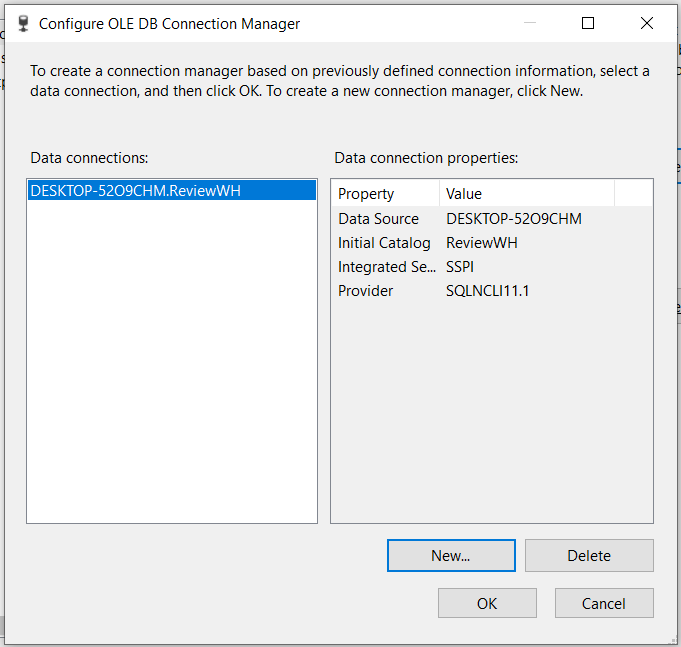 Configure OLE DB Connection Manager
To create a connection manager based on previously defined connection information, select a
data connection, and then click OK. To create a new connection manager, click New.
Data connections:
DESKTOP-52O9CHM.ReviewWH
Data connection properties:
Property Value
Data Source DESKTOP-52O9CHM
Initial Catalog ReviewWH
Integrated Se... SSPI
Provider SQLNCLI11.1
New... Delete
OK Cancel